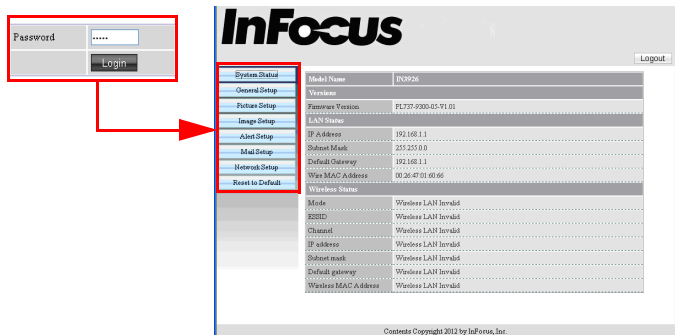 Password
•••••
Login
InFocus
Logout
System Status
General Setup
Picture Setup
Image Setup
Alert Setup
Mail Setup
Network Setup
Reset to Default
Model Name IN3926
Versions
Firmware Version PL737-9300-05-V1.01
LAN Status
IP Address 192.168.1.1
Subnet Mask 255.255.0.0
Default Gateway 192.168.1.1
Wire MAC Address 00:26:47:01:60:66
Wireless Status
Mode Wireless LAN Invalid
ESSID Wireless LAN Invalid
Channel Wireless LAN Invalid
IP address Wireless LAN Invalid
Subnet mask Wireless LAN Invalid
Default gateway Wireless LAN Invalid
Wireless MAC Address Wireless LAN Invalid
Contents Copyright 2012 by InFocus, Inc.